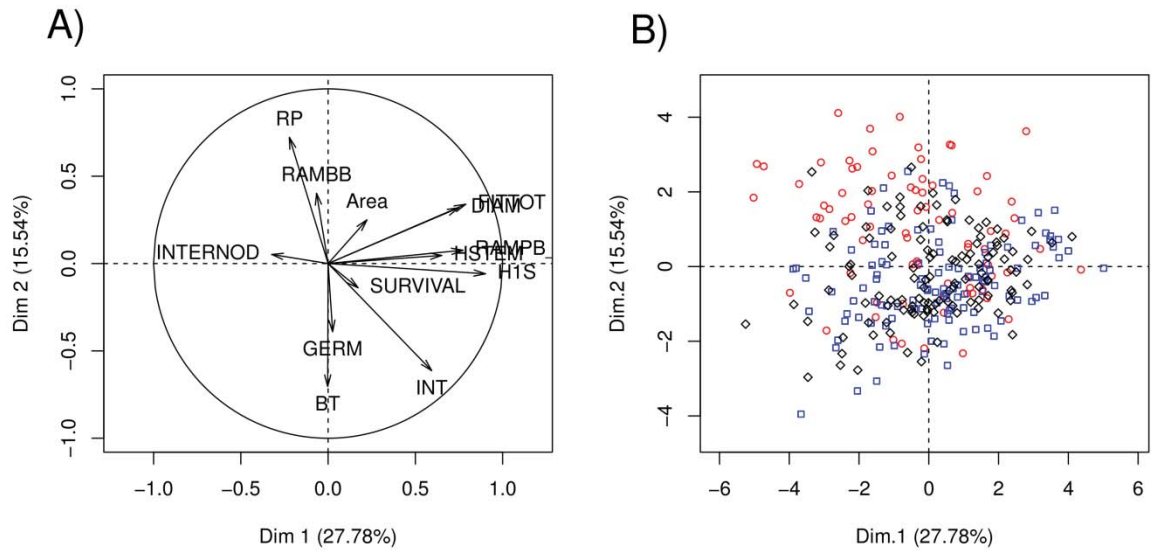 A)
RP
RAMBB
Area
DIAM
FITTOT
INTERNOD
RAMPB
HSTEM
H1S
SURVIVAL
GERM
INT
BT
1.0
0.5
0.0
−0.5
−1.0
Dim 2 (15.54%)
−1.0 −0.5 0.0 0.5 1.0
Dim 1 (27.78%)
B)
4
2
0
−2
−4
Dim.2 (15.54%)
−6 −4 −2 0 2 4 6
Dim.1 (27.78%)